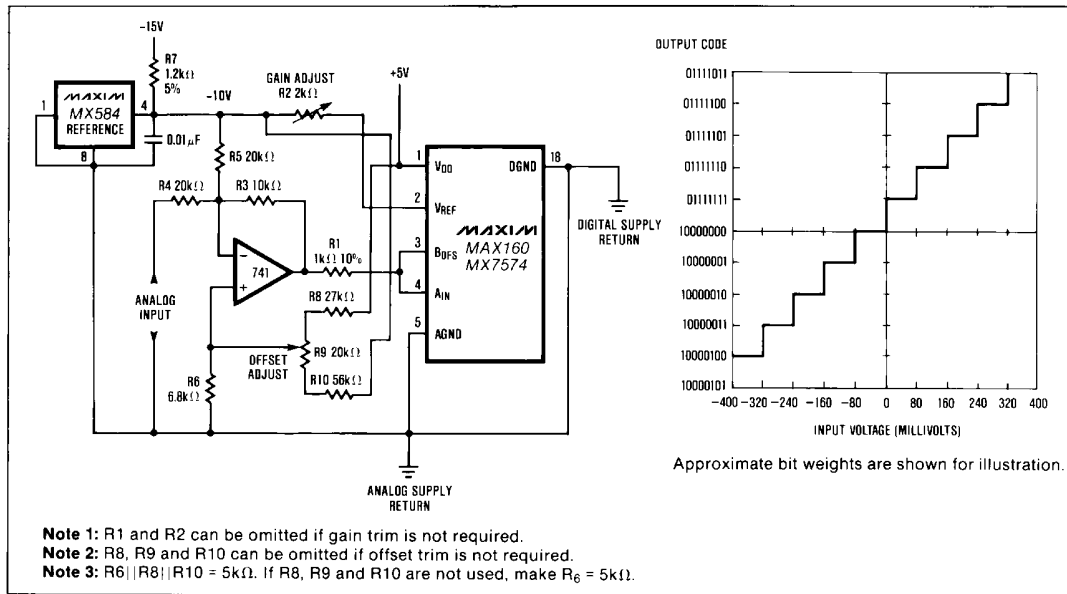 -15V
R7
1.2kΩ
5%
MAXIM
MX584
REFERENCE
1
4
8
0.01µF
-10V
GAIN ADJUST
R2 2kΩ
+5V
R5 20kΩ
R4 20kΩ
R3 10kΩ
741
−
+
R1
1kΩ 10%
ANALOG
INPUT
R8 27kΩ
R9 20kΩ
R10 56kΩ
OFFSET
ADJUST
R6
6.8kΩ
1
VDD
DGND
18
2
VREF
MAXIM
MAX160
MX7574
3
BOFS
4
AIN
5
AGND
DIGITAL SUPPLY
RETURN
ANALOG SUPPLY
RETURN
OUTPUT CODE
01111011
01111100
01111101
01111110
01111111
10000000
10000001
10000010
10000011
10000100
10000101
-400 -320 -240 -160 -80 0 80 160 240 320 400
INPUT VOLTAGE (MILLIVOLTS)
Approximate bit weights are shown for illustration.
Note 1: R1 and R2 can be omitted if gain trim is not required.
Note 2: R8, R9 and R10 can be omitted if offset trim is not required.
Note 3: R6||R8||R10 = 5kΩ. If R8, R9 and R10 are not used, make R6 = 5kΩ.